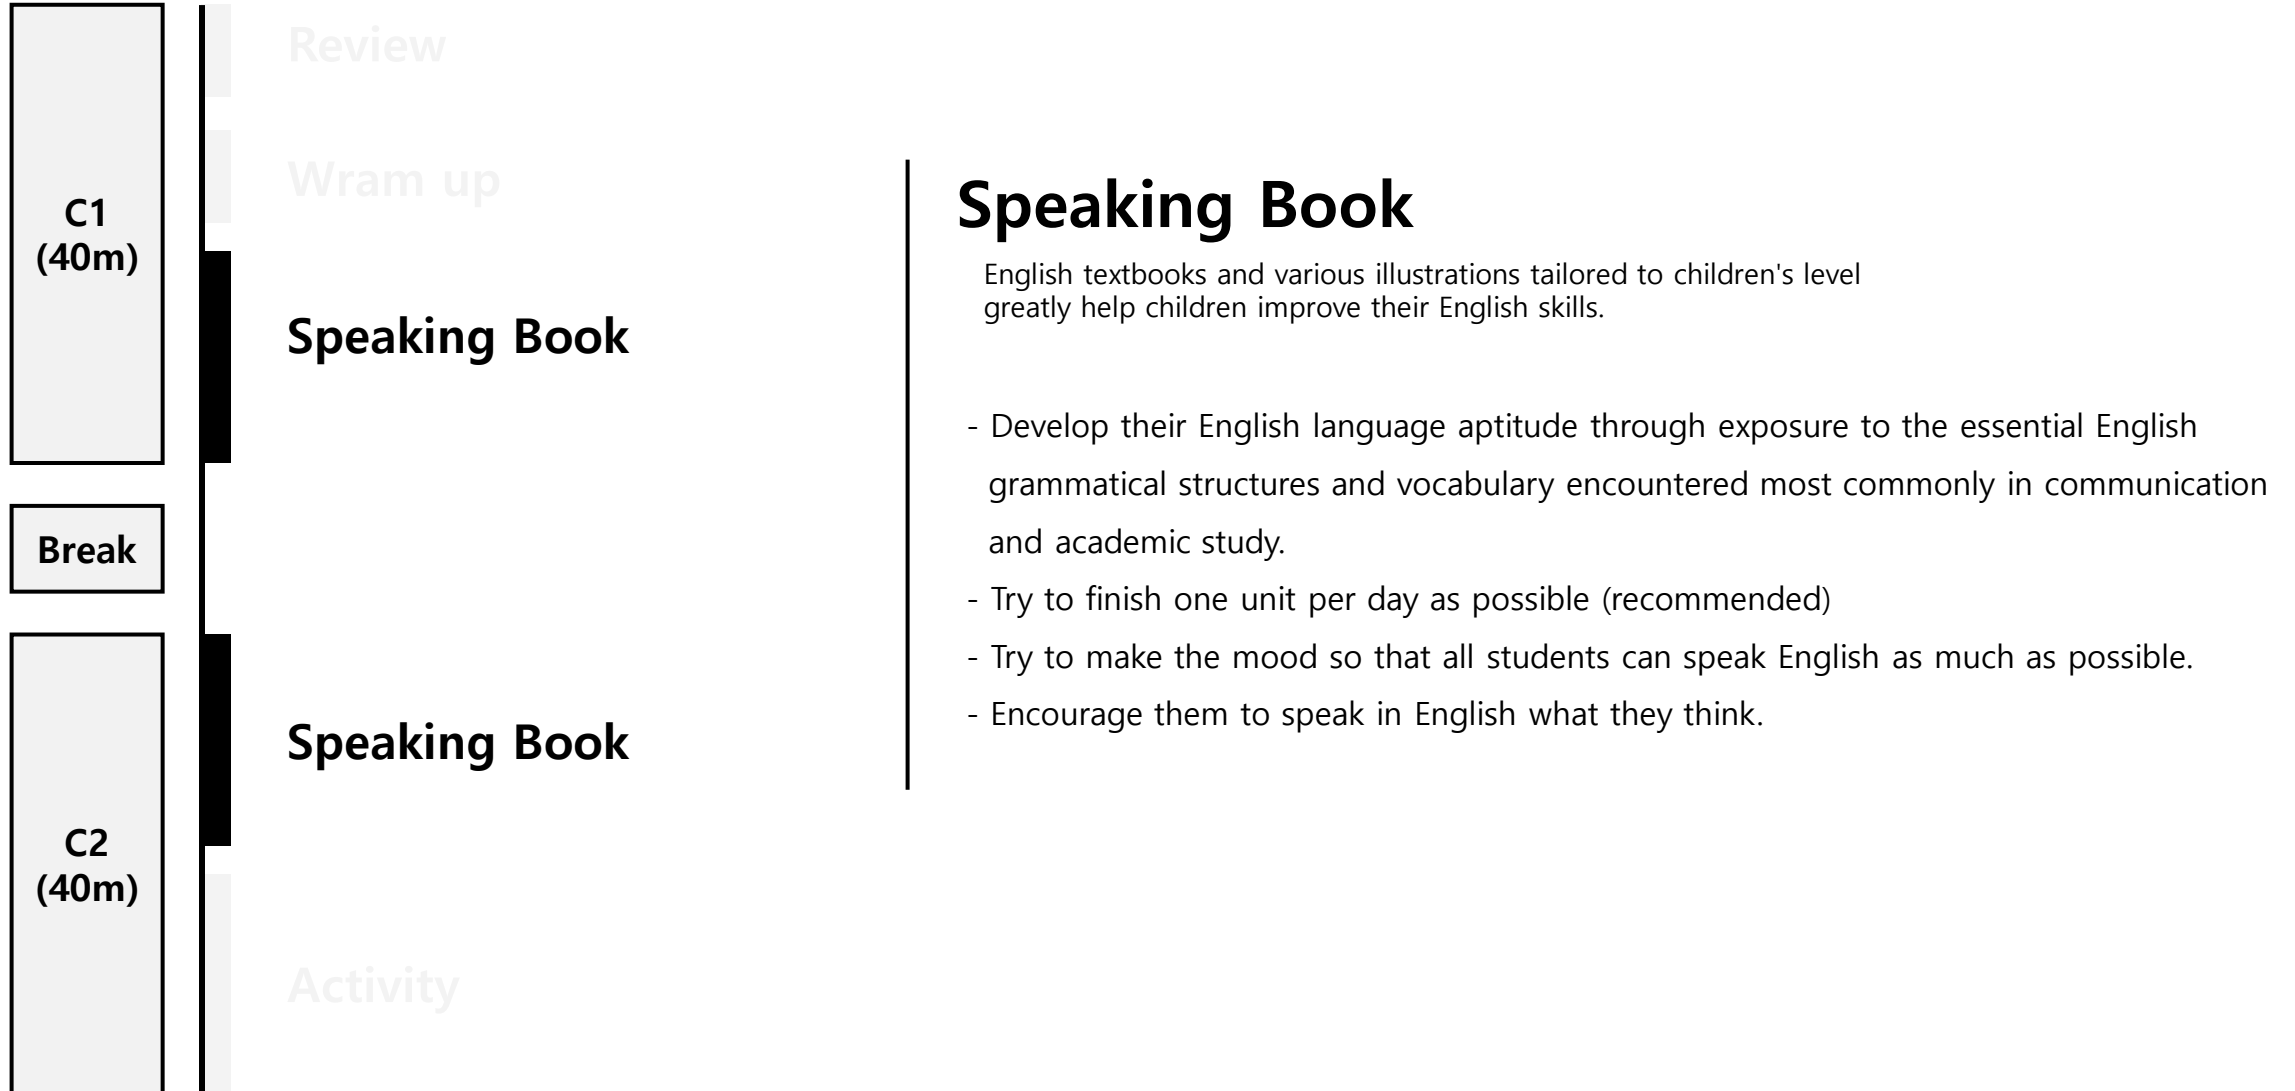 C1
(40m)
Break
C2
(40m)
Review
Wram up
Speaking Book
Speaking Book
Activity
Speaking Book
English textbooks and various illustrations tailored to children's level
greatly help children improve their English skills.
- Develop their English language aptitude through exposure to the essential English
grammatical structures and vocabulary encountered most commonly in communication
and academic study.
- Try to finish one unit per day as possible (recommended)
- Try to make the mood so that all students can speak English as much as possible.
- Encourage them to speak in English what they think.